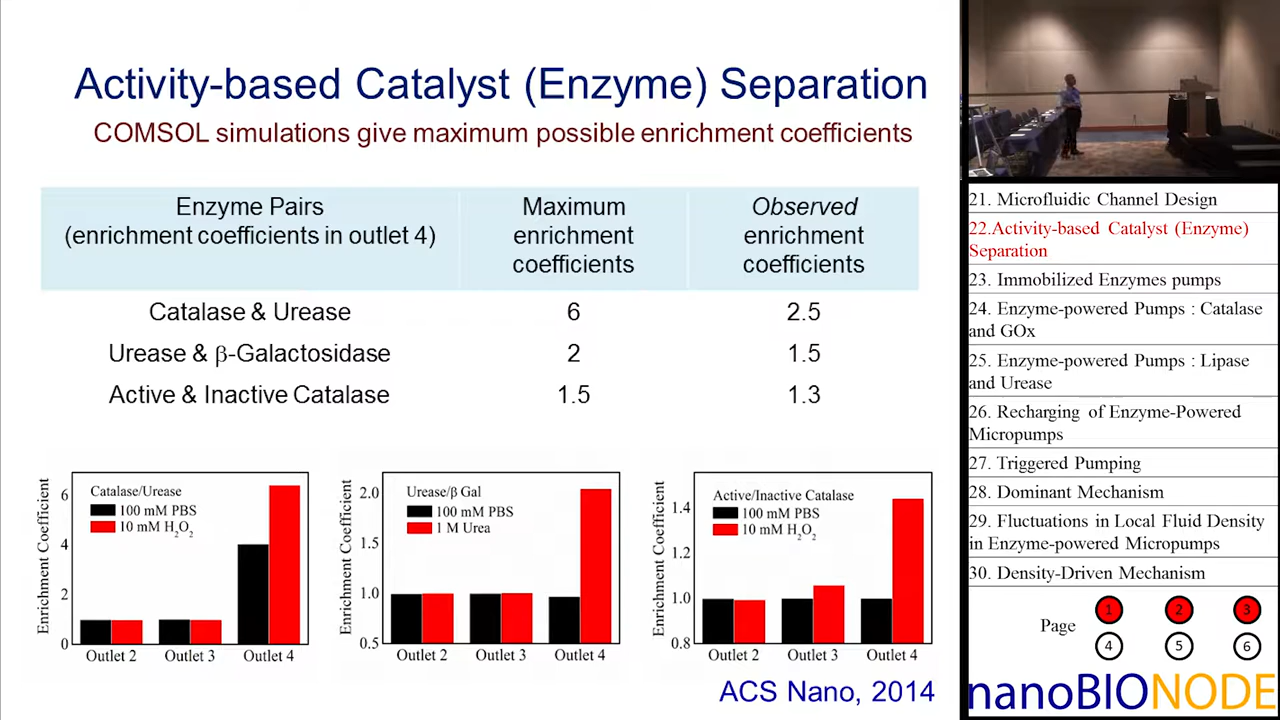 Activity-based Catalyst (Enzyme) Separation
COMSOL simulations give maximum possible enrichment coefficients
Enzyme Pairs
(enrichment coefficients in outlet 4)
Maximum
enrichment
coefficients
Observed
enrichment
coefficients
Catalase & Urease 6 2.5
Urease & β-Galactosidase 2 1.5
Active & Inactive Catalase 1.5 1.3
Enrichment Coefficient
6
4
2
0
Catalase/Urease
100 mM PBS
10 mM H₂O₂
Outlet 2 Outlet 3 Outlet 4
Enrichment Coefficient
2.0
1.5
1.0
0.5
Urease/β Gal
100 mM PBS
1 M Urea
Outlet 2 Outlet 3 Outlet 4
Enrichment Coefficient
1.4
1.2
1.0
0.8
Active/Inactive Catalase
100 mM PBS
10 mM H₂O₂
Outlet 2 Outlet 3 Outlet 4
ACS Nano, 2014
21. Microfluidic Channel Design
22.Activity-based Catalyst (Enzyme)
Separation
23. Immobilized Enzymes pumps
24. Enzyme-powered Pumps : Catalase
and GOx
25. Enzyme-powered Pumps : Lipase
and Urease
26. Recharging of Enzyme-Powered
Micropumps
27. Triggered Pumping
28. Dominant Mechanism
29. Fluctuations in Local Fluid Density
in Enzyme-powered Micropumps
30. Density-Driven Mechanism
Page
1 2 3
4 5 6
nanoBIONODE